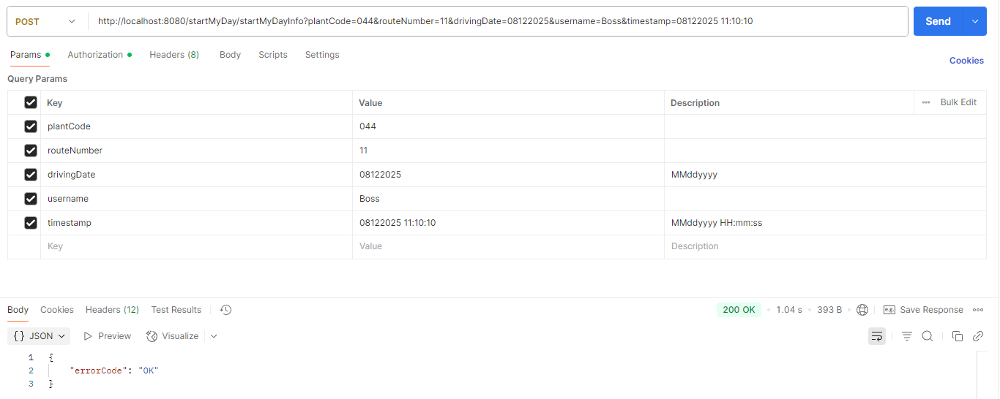 POST http://localhost:8080/startMyDay/startMyDayInfo?plantCode=044&routeNumber=11&drivingDate=08122025&username=Boss&timestamp=08122025 11:10:10 Send
Params Authorization Headers (8) Body Scripts Settings Cookies
Query Params
Key Value Description Bulk Edit
plantCode 044
routeNumber 11
drivingDate 08122025 MMddyyyy
username Boss
timestamp 08122025 11:10:10 MMddyyyy HH:mm:ss
Key Value Description
Body Cookies Headers (12) Test Results 200 OK 1.04 s 393 B e.g. Save Response
{} JSON Preview Visualize
1 {
2 "errorCode": "OK"
3 }